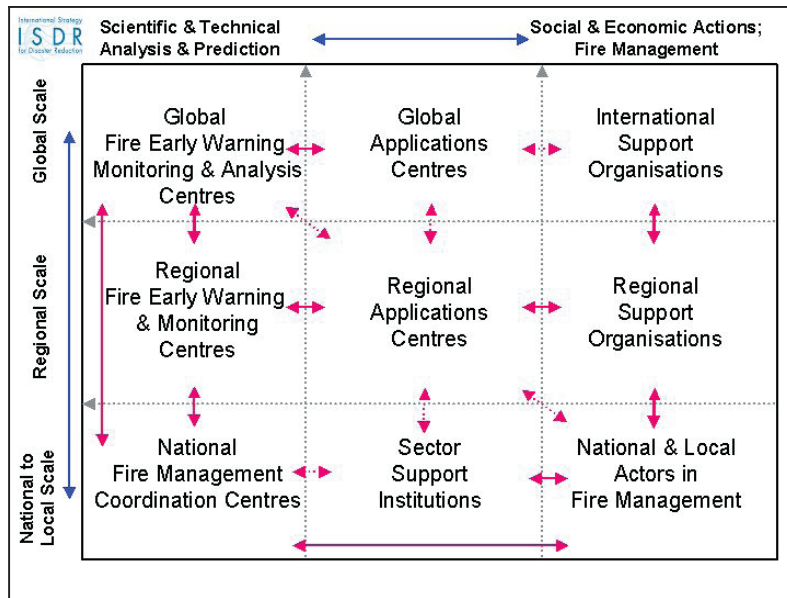 International Strategy
ISDR
for Disaster Reduction
Scientific & Technical
Analysis & Prediction
Social & Economic Actions;
Fire Management
Global Scale
Global
Fire Early Warning
Monitoring & Analysis
Centres
Global
Applications
Centres
International
Support
Organisations
Regional Scale
Regional
Fire Early Warning
& Monitoring
Centres
Regional
Applications
Centres
Regional
Support
Organisations
National to
Local Scale
National
Fire Management
Coordination Centres
Sector
Support
Institutions
National & Local
Actors in
Fire Management